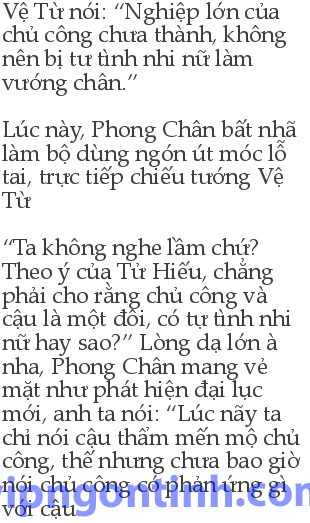 Vệ Từ nói: “Nghiệp lớn của
chủ công chưa thành, không
nên bị tư tình nhi nữ làm
vướng chân.”
Lúc này, Phong Chân bất nhã
làm bộ dùng ngón út móc lỗ
tai, trực tiếp chiếu tướng Vệ
Từ
“Ta không nghe lầm chứ?
Theo ý của Tử Hiếu, chẳng
phải cho rằng chủ công và
cậu là một đôi, có tự tình nhi
nữ hay sao?” Lòng dạ lớn à
nha, Phong Chân mang vẻ
mặt như phát hiện đại lục
mới, anh ta nói: “Lúc nãy ta
chỉ nói cậu thẩm mến mộ chủ
công, thế nhưng chưa bao giờ
nói chủ công có phản ứng gì
với cậu
vipngontinh.com